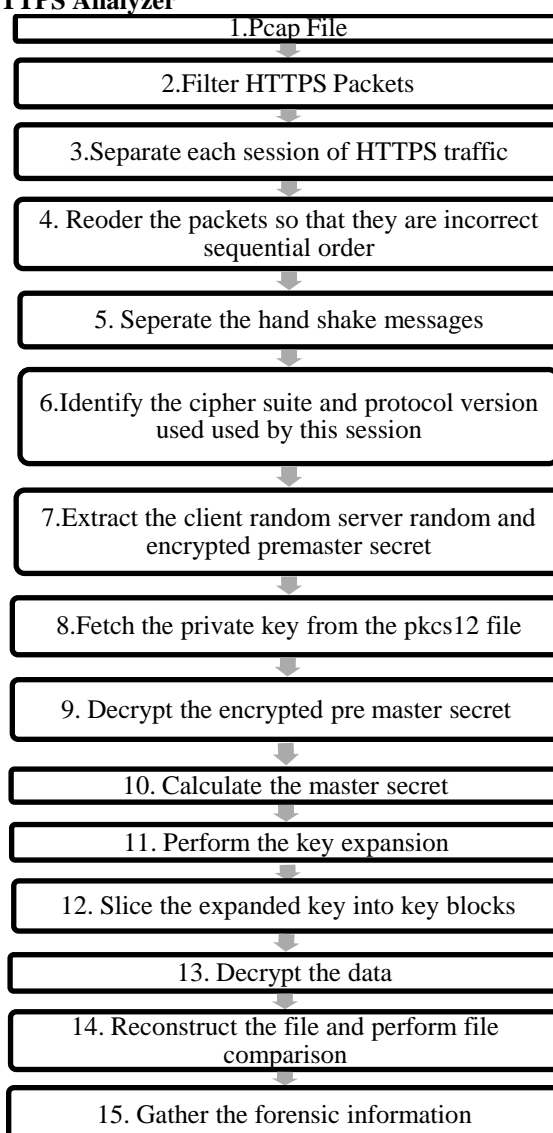 TTPS Analyzer
1.Pcap File
2.Filter HTTPS Packets
3.Separate each session of HTTPS traffic
4. Reoder the packets so that they are incorrect
sequential order
5. Seperate the hand shake messages
6.Identify the cipher suite and protocol version
used used by this session
7.Extract the client random server random and
encrypted premaster secret
8.Fetch the private key from the pkcs12 file
9. Decrypt the encrypted pre master secret
10. Calculate the master secret
11. Perform the key expansion
12. Slice the expanded key into key blocks
13. Decrypt the data
14. Reconstruct the file and perform file
comparison
15. Gather the forensic information